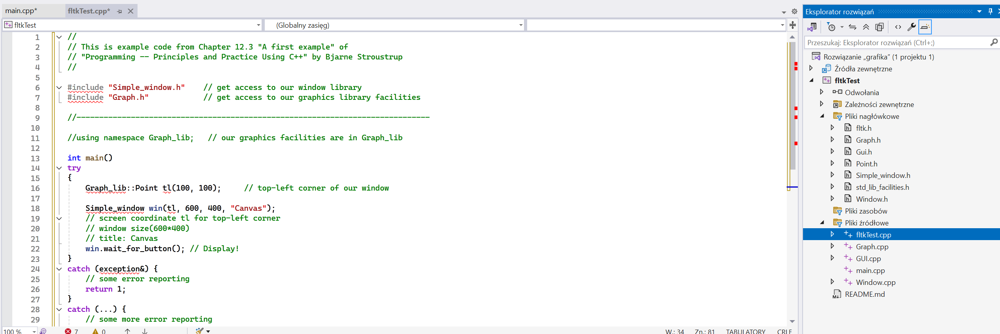 main.cpp*
fltkTest.cpp*
fltkTest
(Globalny zasięg)
1 //
2 // This is example code from Chapter 12.3 "A first example" of
3 // "Programming -- Principles and Practice Using C++" by Bjarne Stroustrup
4 //
5
6 #include "Simple_window.h"    // get access to our window library
7 #include "Graph.h"            // get access to our graphics library facilities
8
9 //------------------------------------------------------------------------------
10
11 //using namespace Graph_lib;   // our graphics facilities are in Graph_lib
12
13 int main()
14 try
15 {
16     Graph_lib::Point tl(100, 100);     // top-left corner of our window
17
18     Simple_window win(tl, 600, 400, "Canvas");
19     // screen coordinate tl for top-left corner
20     // window size(600*400)
21     // title: Canvas
22     win.wait_for_button(); // Display!
23 }
24 catch (exception&) {
25     // some error reporting
26     return 1;
27 }
28 catch (...) {
29     // some more error reporting
100 %
7
0
W.: 34
Zn.: 81
TABULATORY
CRLF
Eksplorator rozwiązań
Przeszukaj: Eksplorator rozwiązań (Ctrl+;)
Rozwiązanie „grafika” (1 projektu 1)
Źródła zewnętrzne
fltkTest
Odwołania
Zależności zewnętrzne
Pliki nagłówkowe
fltk.h
Graph.h
Gui.h
Point.h
Simple_window.h
std_lib_facilities.h
Window.h
Pliki zasobów
Pliki źródłowe
fltkTest.cpp
Graph.cpp
GUI.cpp
main.cpp
Window.cpp
README.md